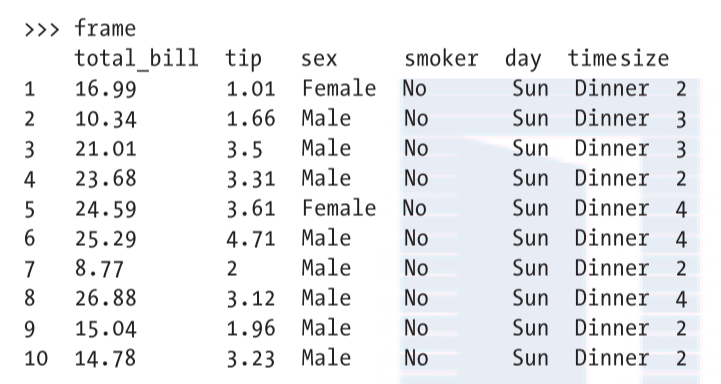 >>> frame
total_bill tip sex smoker day timesize
1 16.99 1.01 Female No Sun Dinner 2
2 10.34 1.66 Male No Sun Dinner 3
3 21.01 3.5 Male No Sun Dinner 3
4 23.68 3.31 Male No Sun Dinner 2
5 24.59 3.61 Female No Sun Dinner 4
6 25.29 4.71 Male No Sun Dinner 4
7 8.77 2 Male No Sun Dinner 2
8 26.88 3.12 Male No Sun Dinner 4
9 15.04 1.96 Male No Sun Dinner 2
10 14.78 3.23 Male No Sun Dinner 2